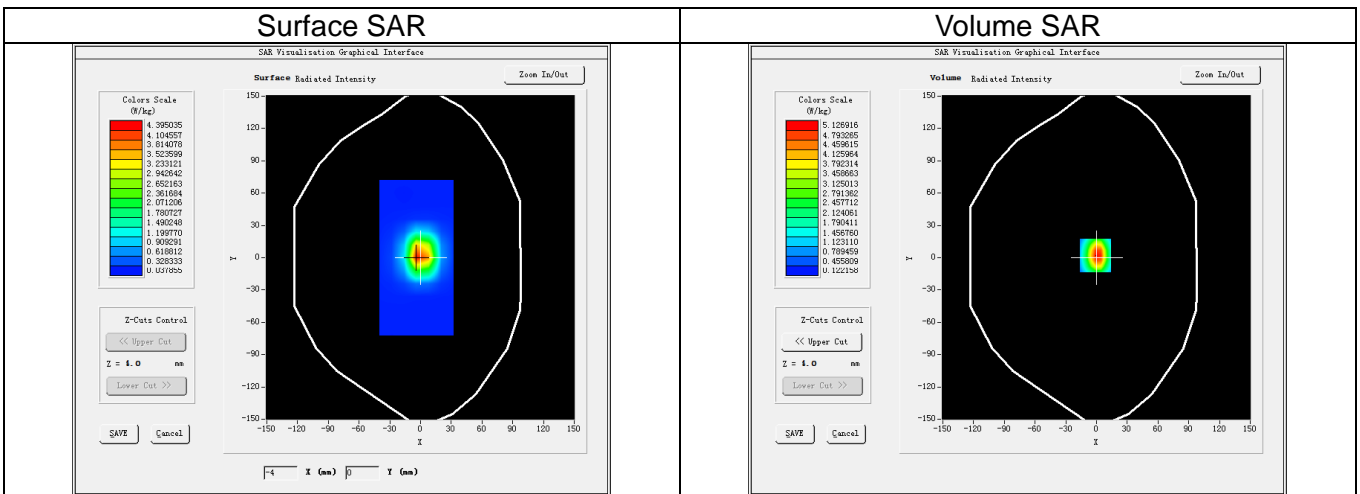 Surface SAR
SAR Visualisation Graphical Interface
Surface Radiated Intensity
Zoom In/Out
Colors Scale
(W/kg)
4.395035
4.104557
3.814078
3.523599
3.233121
2.942642
2.652163
2.361684
2.071206
1.780727
1.490248
1.199770
0.909291
0.618812
0.328333
0.037855
Z-Cuts Control
<< Upper Cut
Z = 4.0 mm
Lower Cut >>
SAVE
Cancel
150
120
90
60
30
Y
0
-30
-60
-90
-120
-150
-150 -120 -90 -60 -30 0 30 60 90 120 150
X
-4 X (mm) 0 Y (mm)
Volume SAR
SAR Visualisation Graphical Interface
Volume Radiated Intensity
Zoom In/Out
Colors Scale
(W/kg)
5.126916
4.793265
4.459615
4.125964
3.792314
3.458663
3.125013
2.791362
2.457712
2.124061
1.790411
1.456760
1.123110
0.789459
0.455809
0.122158
Z-Cuts Control
<< Upper Cut
Z = 4.0 mm
Lower Cut >>
SAVE
Cancel
150
120
90
60
30
Y
0
-30
-60
-90
-120
-150
-150 -120 -90 -60 -30 0 30 60 90 120 150
X